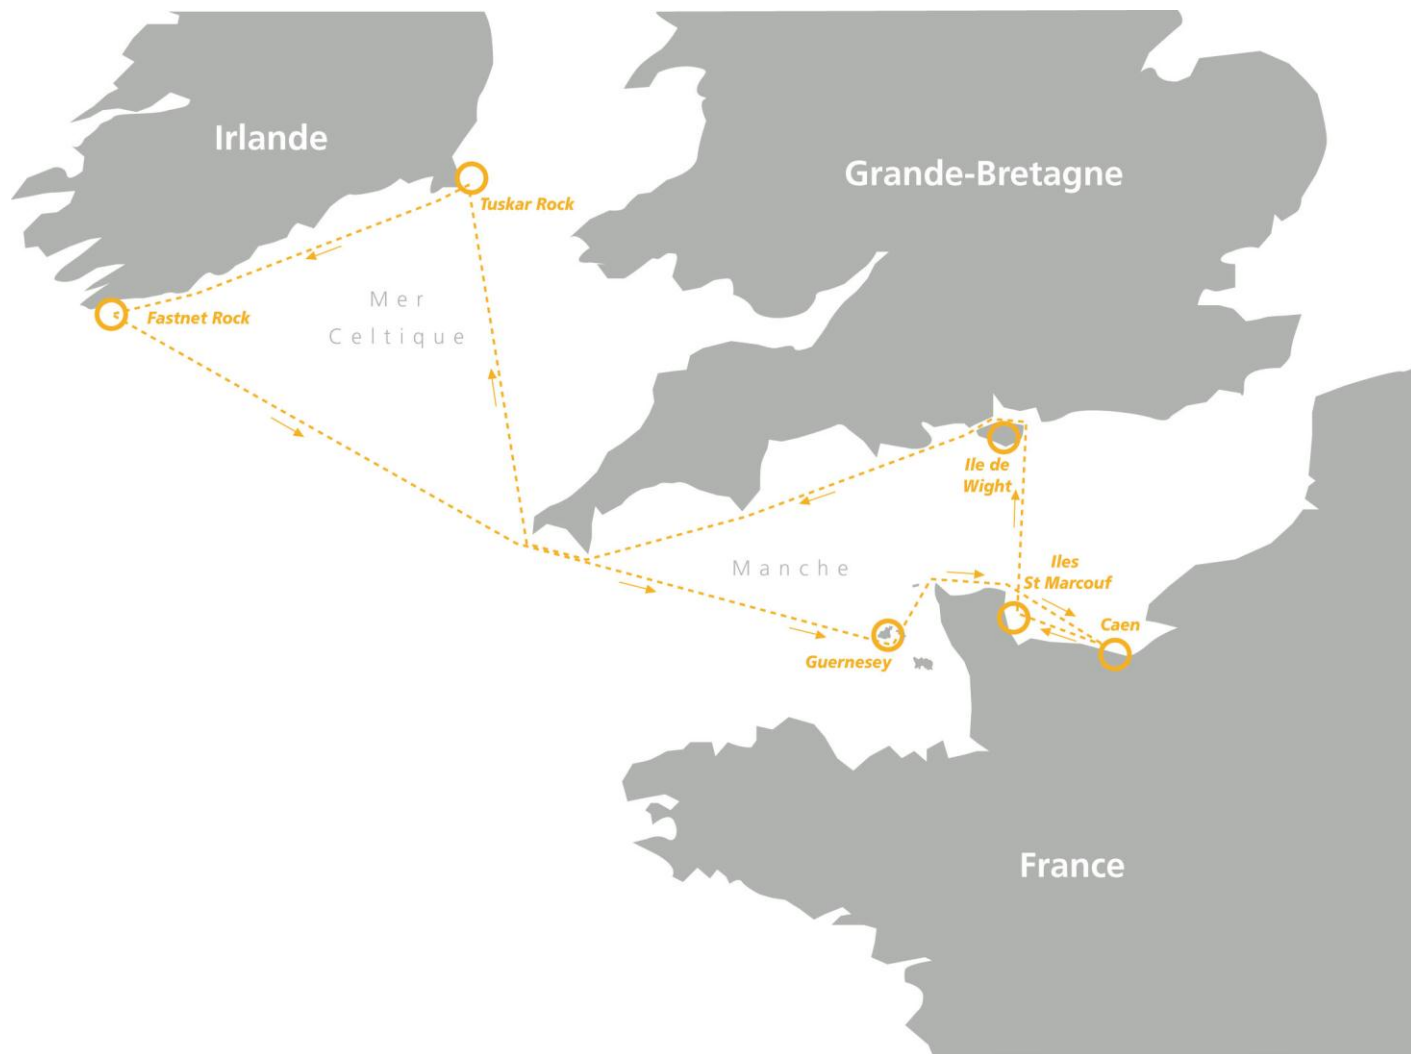 Irlande
Grande-Bretagne
Tuskar Rock
Mer
Celtique
Fastnet Rock
Ile de
Wight
Manche
Iles
St Marcouf
Caen
Guernesey
France